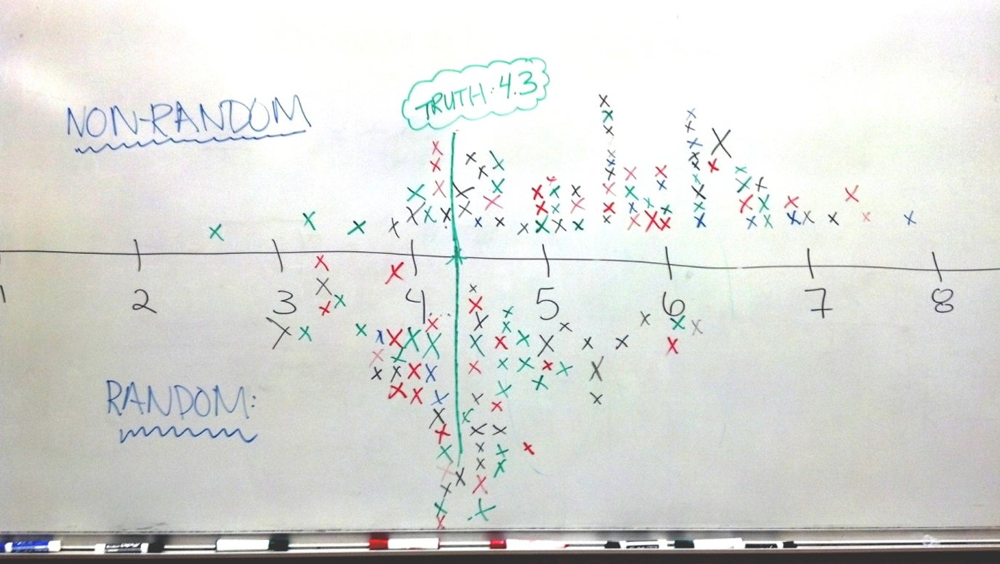 TRUTH: 4.3
NON-RANDOM
2 3 4... 5 6 7 8
RANDOM: